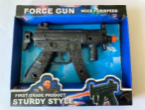 FORCE GUN
FIRST GRADE PRODUCT
STURDY STYLE